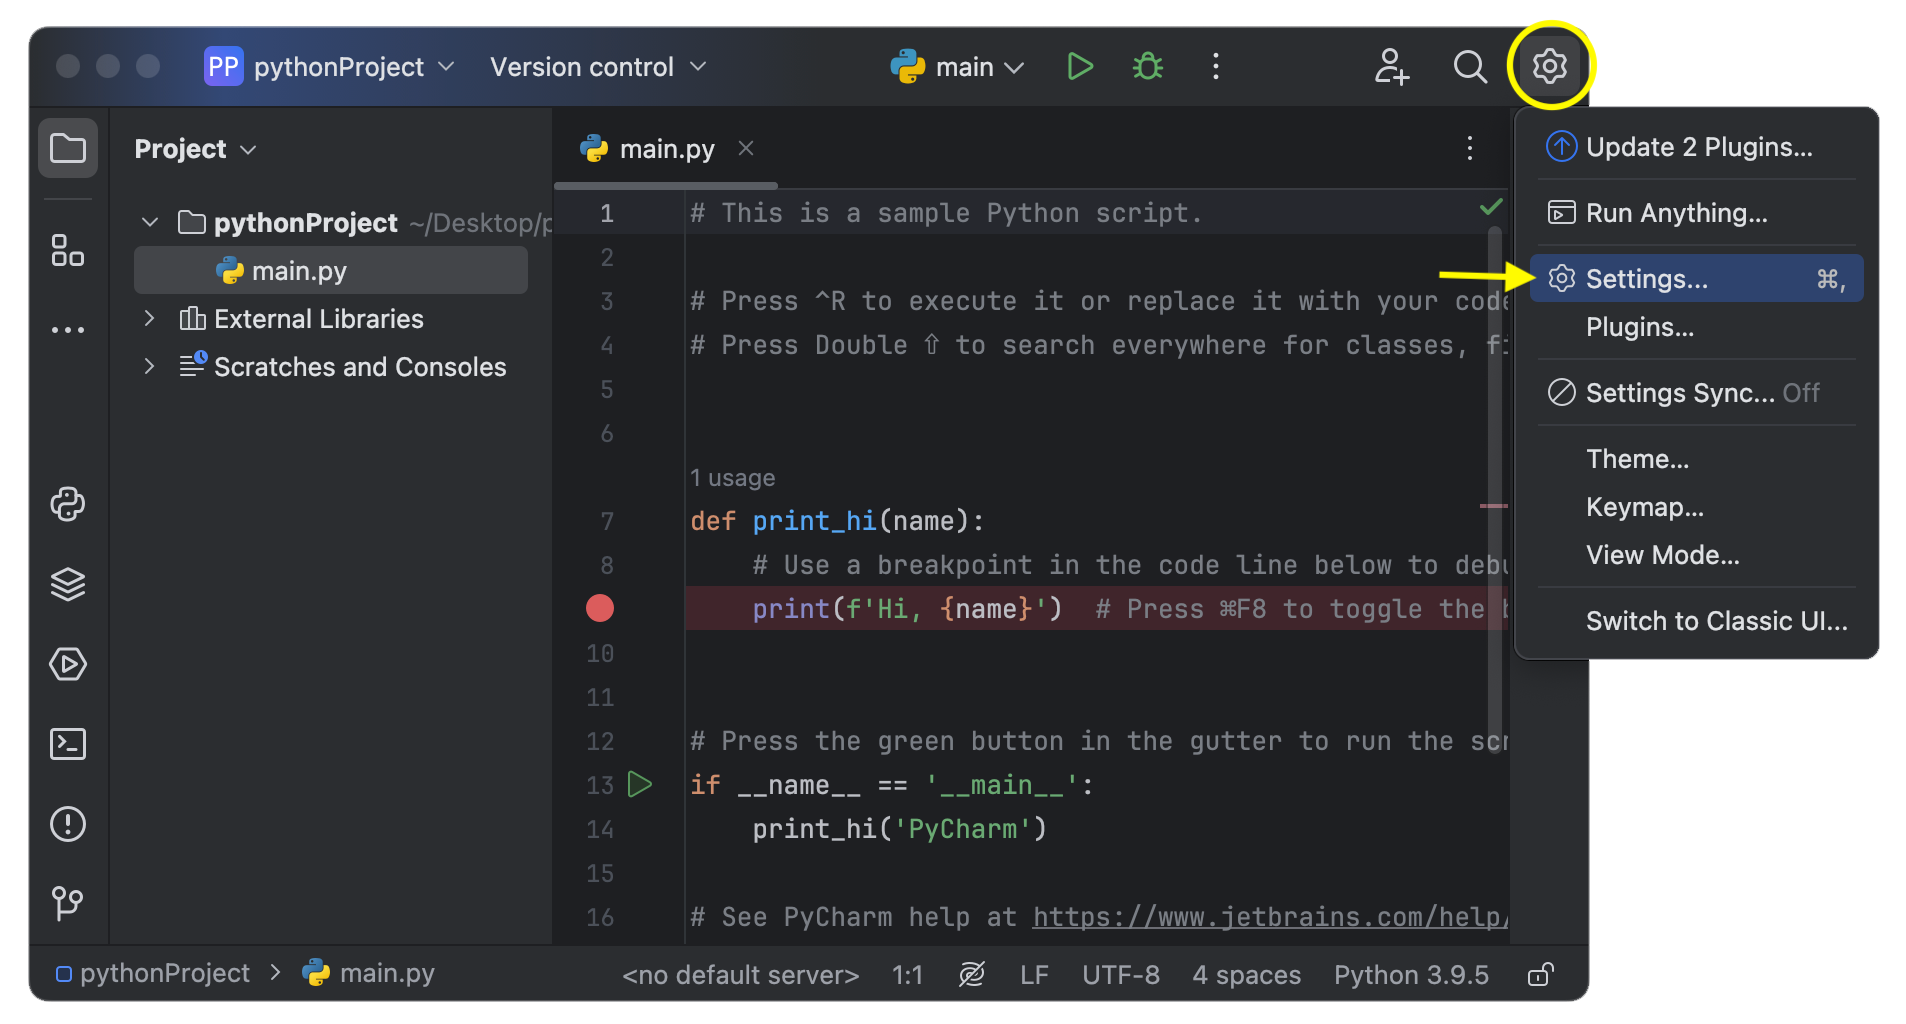 PP pythonProject Version control main
Project
pythonProject ~/Desktop/p
main.py
External Libraries
Scratches and Consoles
main.py
1 # This is a sample Python script.
2
3 # Press ^R to execute it or replace it with your code
4 # Press Double ⇧ to search everywhere for classes, fi
5
6
1 usage
7 def print_hi(name):
8     # Use a breakpoint in the code line below to debu
    print(f'Hi, {name}')  # Press ⌘F8 to toggle the b
10
11
12 # Press the green button in the gutter to run the scr
13 if __name__ == '__main__':
14     print_hi('PyCharm')
15
16 # See PyCharm help at https://www.jetbrains.com/help/
Update 2 Plugins...
Run Anything...
Settings... ⌘,
Plugins...
Settings Sync... Off
Theme...
Keymap...
View Mode...
Switch to Classic UI...
pythonProject > main.py <no default server> 1:1 LF UTF-8 4 spaces Python 3.9.5